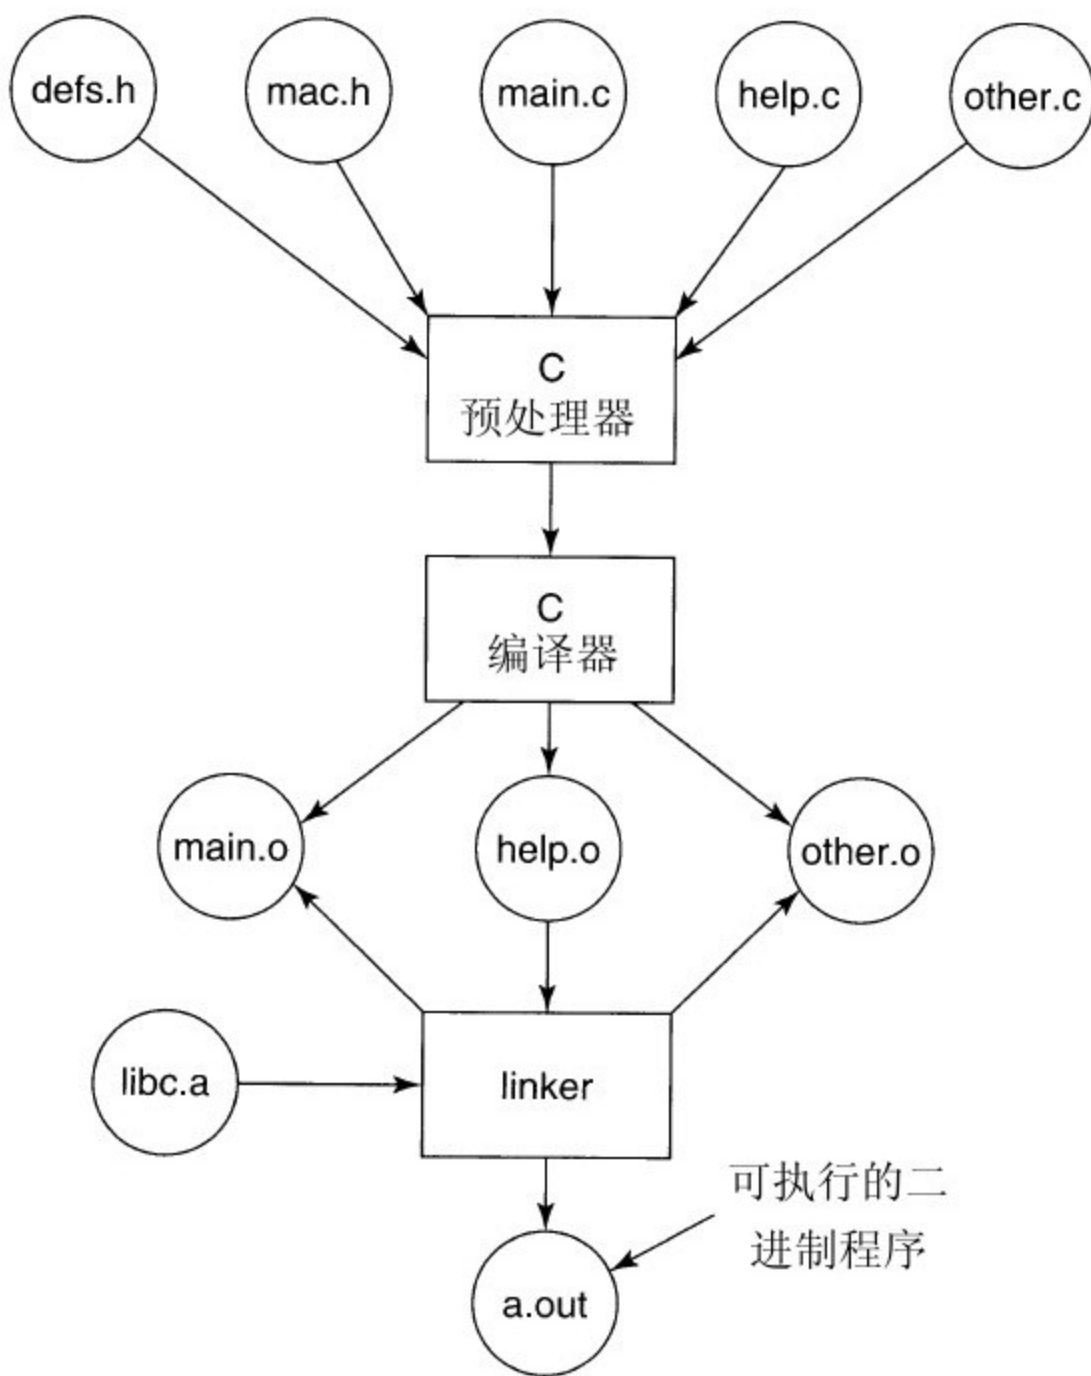 defs.h
mac.h
main.c
help.c
other.c
C
预处理器
C
编译器
main.o
help.o
other.o
libc.a
linker
可执行的二
进制程序
a.out